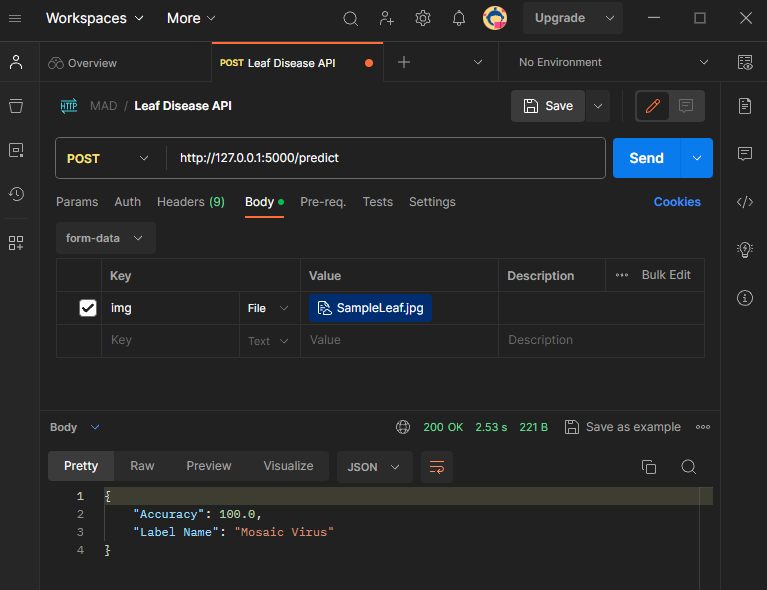 Workspaces More Upgrade
Overview POST Leaf Disease API No Environment
HTTP MAD / Leaf Disease API Save
POST http://127.0.0.1:5000/predict Send
Params Auth Headers (9) Body Pre-req. Tests Settings Cookies
form-data
Key Value Description Bulk Edit
img File SampleLeaf.jpg
Key Text Value Description
Body 200 OK 2.53 s 221 B Save as example
Pretty Raw Preview Visualize JSON
1 {
2 "Accuracy": 100.0,
3 "Label Name": "Mosaic Virus"
4 }